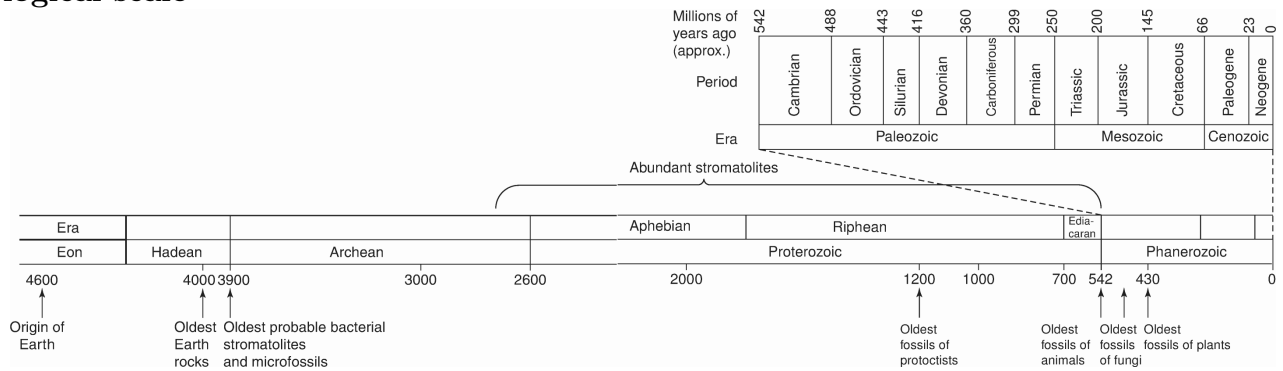 logical scale
Millions of
years ago
(approx.)
542 488 443 416 360 299 250 200 145 66 23 0
Period
Cambrian Ordovician Silurian Devonian Carboniferous Permian Triassic Jurassic Cretaceous Paleogene Neogene
Era Paleozoic Mesozoic Cenozoic
Abundant stromatolites
Era Aphebian Riphean Edia-
caran
Eon Hadean Archean Proterozoic Phanerozoic
4600 4000 3900 3000 2600 2000 1200 1000 700 542 430 0
Origin of
Earth
Oldest
Earth
rocks
Oldest probable bacterial
stromatolites
and microfossils
Oldest
fossils of
protoctists
Oldest
fossils of
animals
Oldest
fossils
of fungi
Oldest
fossils of plants